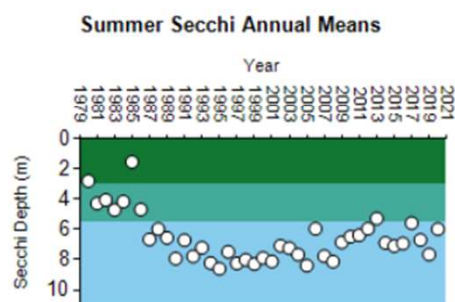 Summer Secchi Annual Means
Year
1979 1981 1983 1985 1987 1989 1991 1993 1995 1997 1999 2001 2003 2005 2007 2009 2011 2013 2015 2017 2019 2021
Secchi Depth (m)
0
2
4
6
8
10